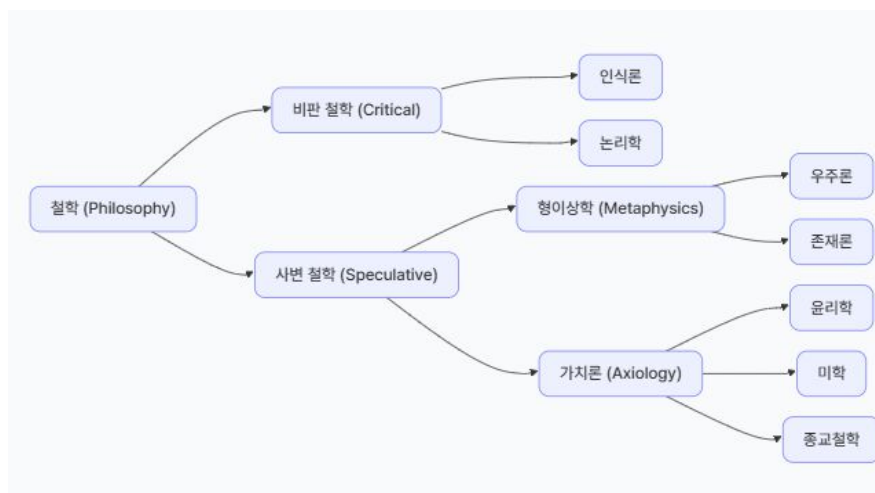 철학 (Philosophy)
비판 철학 (Critical)
인식론
논리학
사변 철학 (Speculative)
형이상학 (Metaphysics)
우주론
존재론
가치론 (Axiology)
윤리학
미학
종교철학